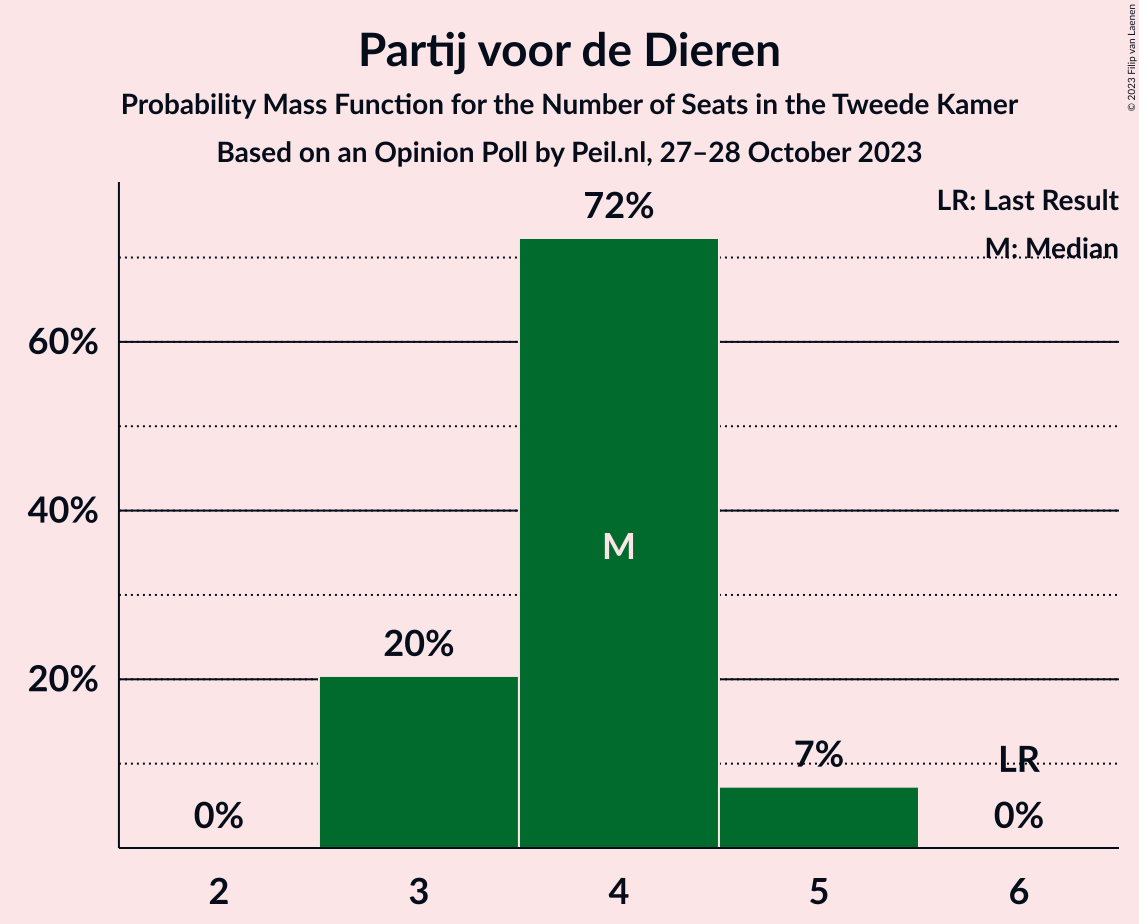 Partij voor de Dieren
Probability Mass Function for the Number of Seats in the Tweede Kamer
Based on an Opinion Poll by Peil.nl, 27–28 October 2023
© 2023 Filip van Laenen
LR: Last Result
M: Median
72%
60%
40%
M
20%
20%
7%
LR
0%
0%
2 3 4 5 6